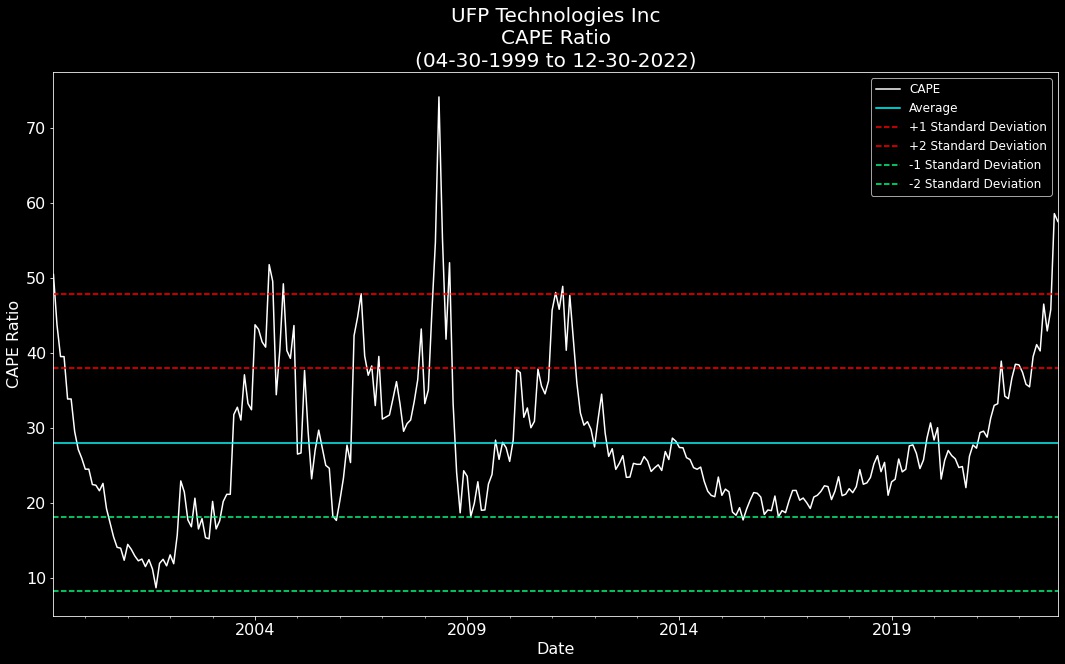 UFP Technologies Inc
CAPE Ratio
(04-30-1999 to 12-30-2022)
CAPE
Average
+1 Standard Deviation
+2 Standard Deviation
-1 Standard Deviation
-2 Standard Deviation
CAPE Ratio
70
60
50
40
30
20
10
2004
2009
2014
2019
Date